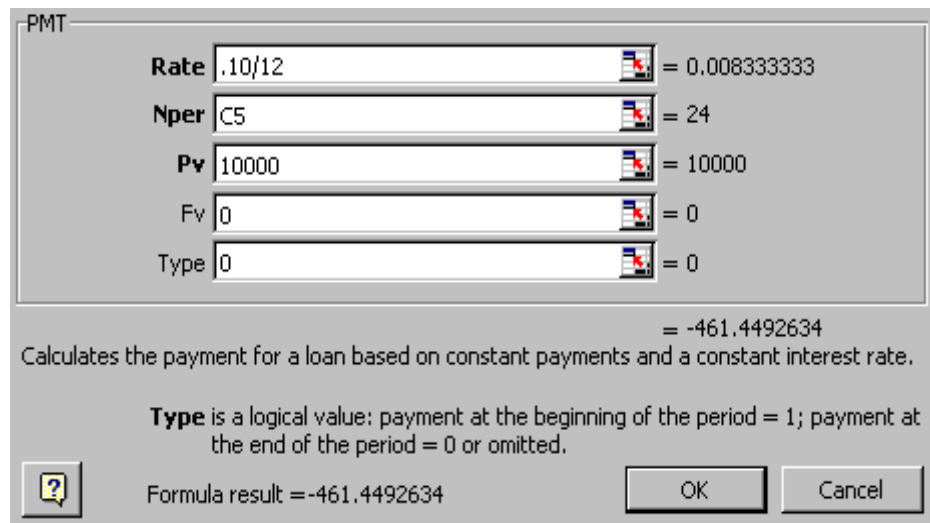 PMT
Rate .10/12 = 0.008333333
Nper C5 = 24
Pv 10000 = 10000
Fv 0 = 0
Type 0 = 0
= -461.4492634
Calculates the payment for a loan based on constant payments and a constant interest rate.
Type is a logical value: payment at the beginning of the period = 1; payment at
the end of the period = 0 or omitted.
? Formula result =-461.4492634 OK Cancel